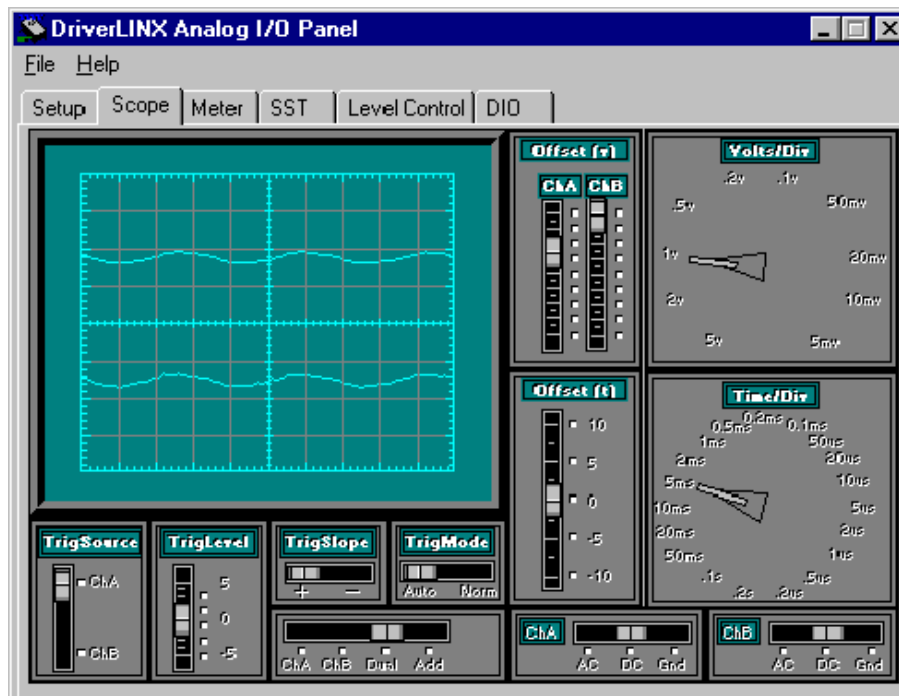 DriverLINX Analog I/O Panel
File Help
Setup Scope Meter SST Level Control DIO
Offset (v)
ChA ChB
Volts/Div
.2v .1v
.5v 50mv
1v 20mv
2v 10mv
5v 5mv
Offset (t)
10
5
0
-5
-10
Time/Div
0.5ms 0.2ms 0.1ms
1ms 50us
2ms 20us
5ms 10us
10ms 5us
20ms 2us
50ms 1us
.1s .5us
.2s .2us
TrigSource
ChA
ChB
TrigLevel
5
0
-5
TrigSlope
+ −
TrigMode
Auto Norm
ChA ChB Dual Add
ChA
AC DC Gnd
ChB
AC DC Gnd